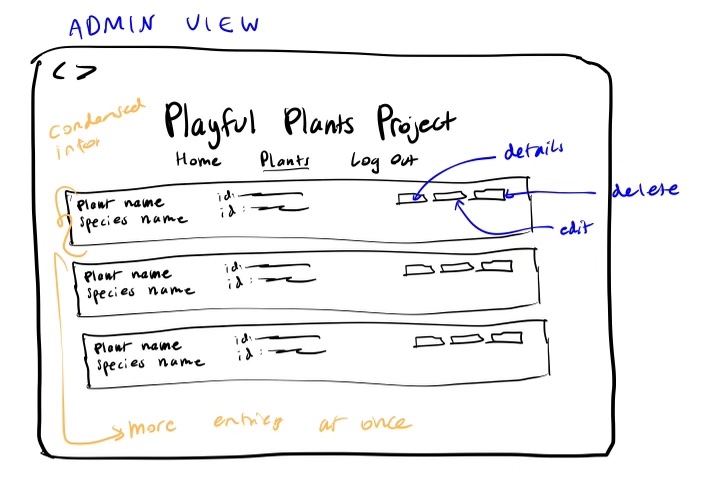 ADMIN VIEW
< >
Condensed
infor
Playful Plants Project
Home Plants Log Out
details
delete
edit
Plant name id:
Species name id:
Plant name id:
Species name id:
Plant name id:
Species name id:
more entries at once